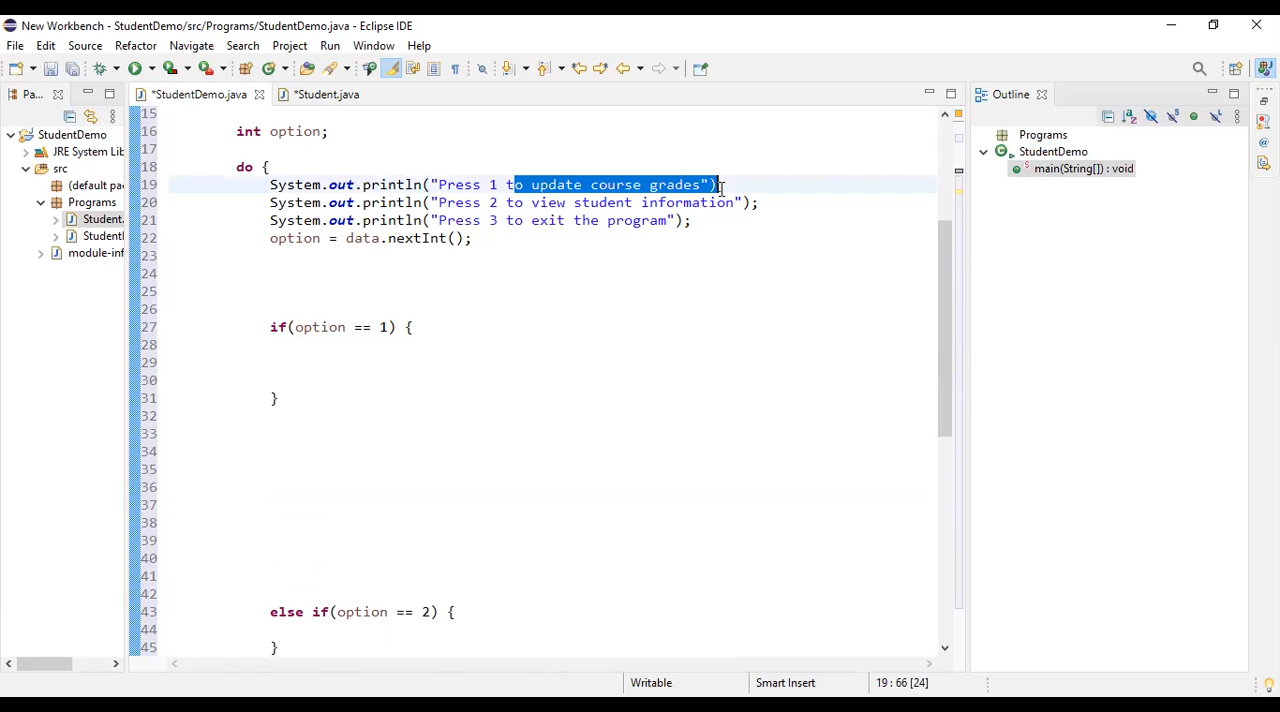 New Workbench - StudentDemo/src/Programs/StudentDemo.java - Eclipse IDE
File Edit Source Refactor Navigate Search Project Run Window Help
Pa...
*StudentDemo.java
*Student.java
Outline
StudentDemo
JRE System Lib
src
(default pa
Programs
Student.
Studentl
module-inf
15
16 int option;
17
18 do {
19 System.out.println("Press 1 to update course grades");
20 System.out.println("Press 2 to view student information");
21 System.out.println("Press 3 to exit the program");
22 option = data.nextInt();
23
24
25
26
27 if(option == 1) {
28
29
30
31 }
32
33
34
35
36
37
38
39
40
41
42
43 else if(option == 2) {
44
45 }
Programs
StudentDemo
main(String[]) : void
Writable Smart Insert 19 : 66 [24]